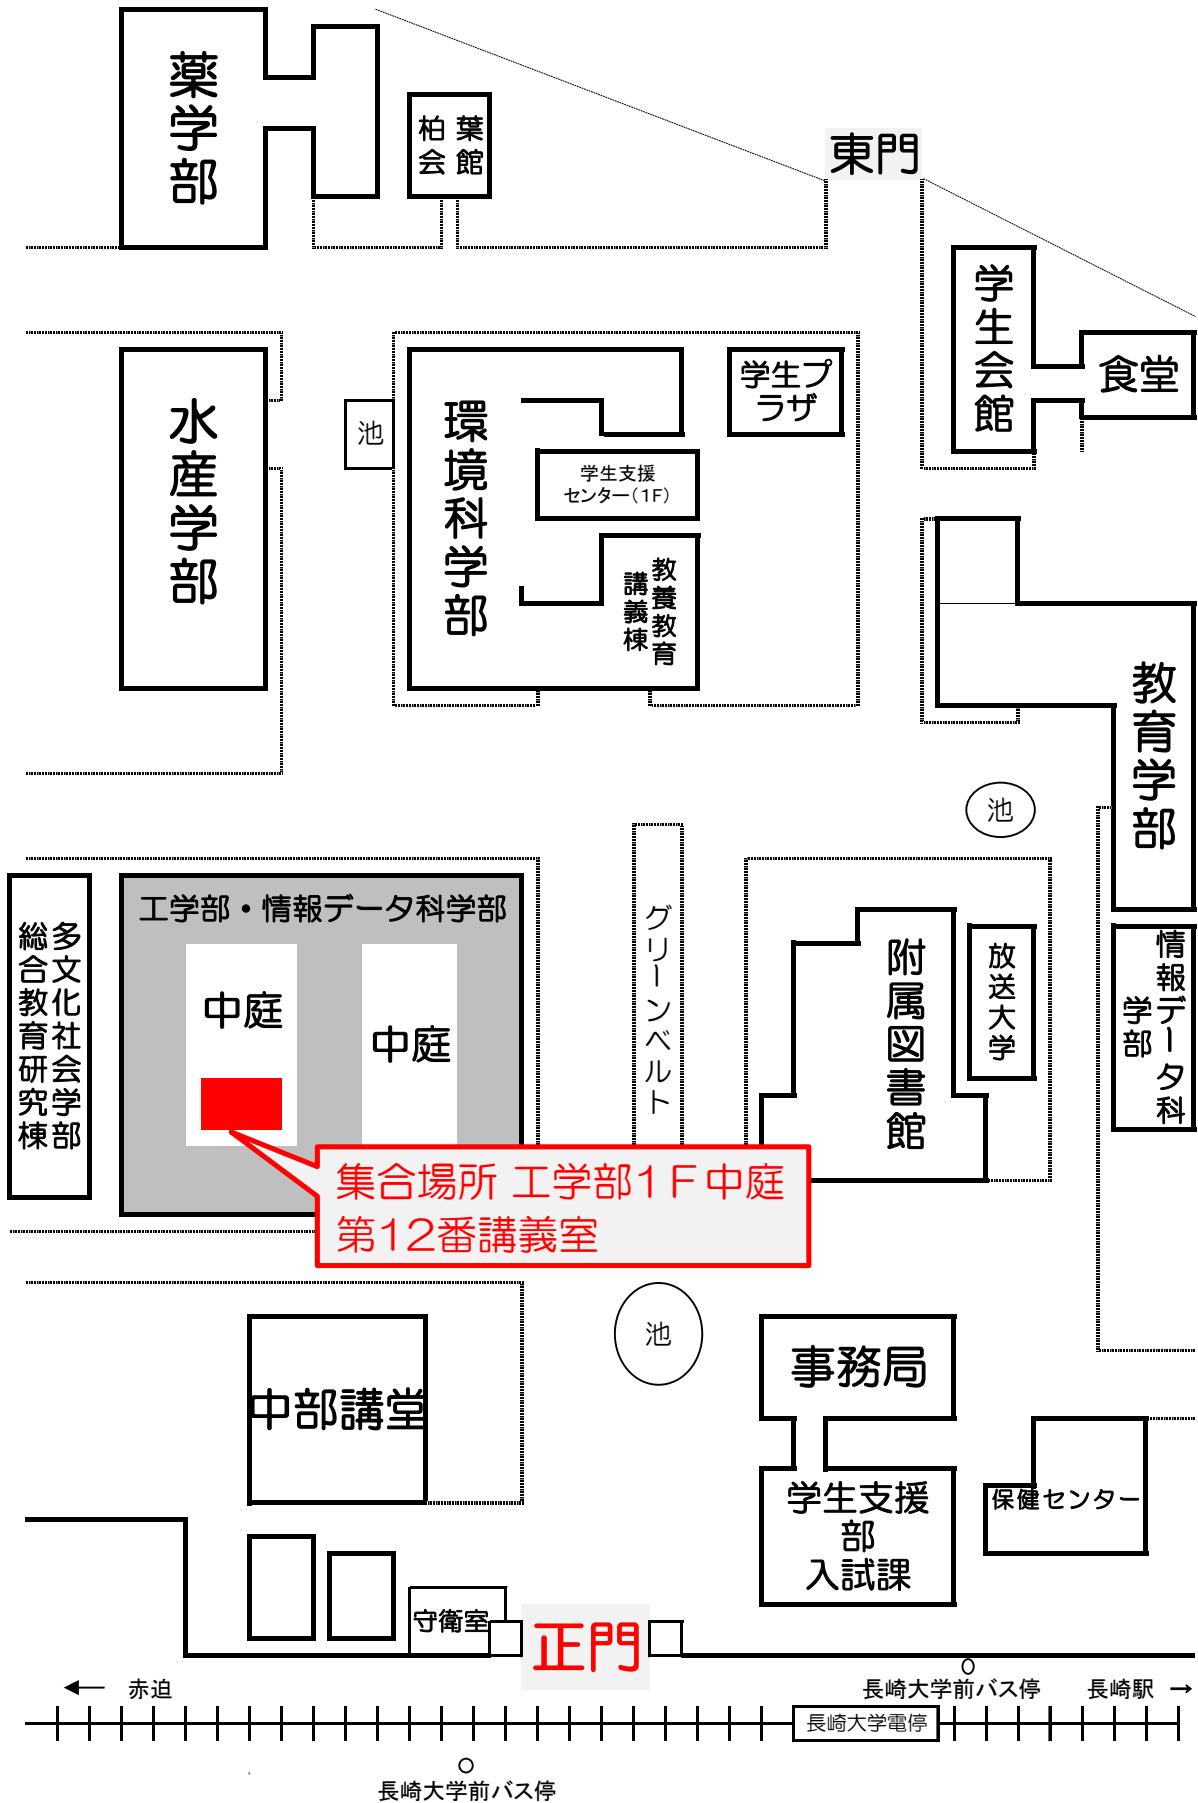 薬学部
柏葉
会館
東門
学生会館
食堂
水産学部
池
環境科学部
学生プ
ラザ
学生支援
センター(1F)
教養教育
講義棟
教育学部
池
多文化社会学部
総合教育研究棟
工学部・情報データ科学部
中庭
中庭
グリーンベルト
附属図書館
放送大学
情報データ科
学部
集合場所 工学部1F中庭
第12番講義室
池
中部講堂
事務局
学生支援
部
入試課
保健センター
守衛室
正門
← 赤迫
長崎大学前バス停
長崎駅 →
長崎大学電停
長崎大学前バス停